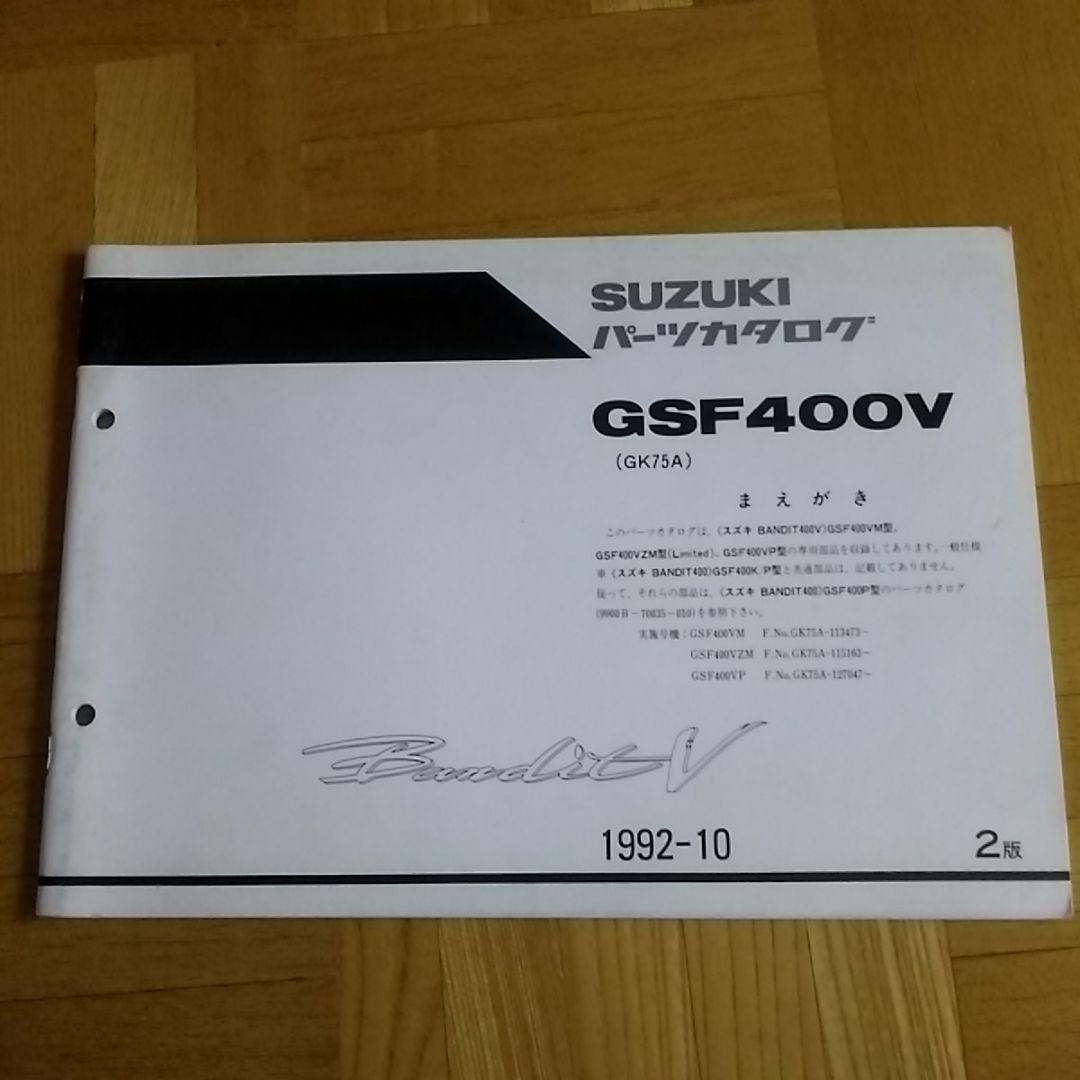 SUZUKI
パーツカタログ
GSF400V
(GK75A)
まえがき
このパーツカタログは、〈スズキ BANDIT400V〉GSF400VM型、
GSF400VZM型(Limited)、GSF400VP型の専用部品を収録してあります。一般仕様
車〈スズキ BANDIT400〉GSF400K/P型と共通部品は、記載してありません。
従って、それらの部品は、〈スズキ BANDIT400〉GSF400P型のパーツカタログ
(9900B-70035-010)を参照下さい。
実施号機:GSF400VM F.No.GK75A-113473~
GSF400VZM F.No.GK75A-115163~
GSF400VP F.No.GK75A-127047~
Bandit V
1992-10
2版